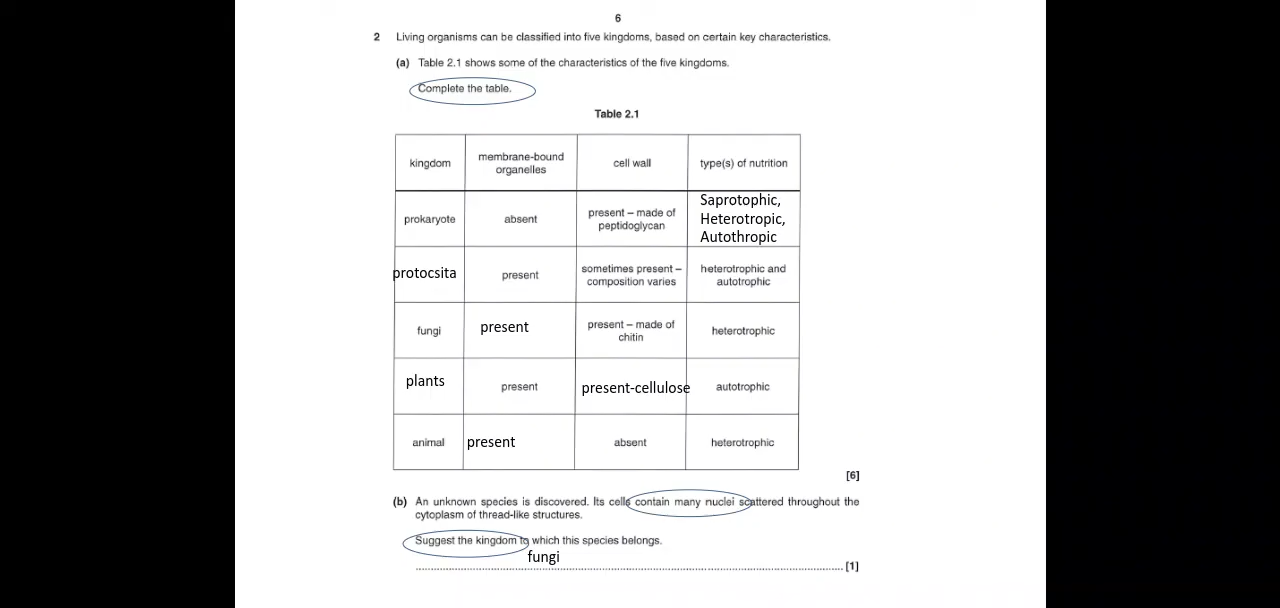 6
2 Living organisms can be classified into five kingdoms, based on certain key characteristics.
(a) Table 2.1 shows some of the characteristics of the five kingdoms.
Complete the table.
Table 2.1
kingdom
membrane-bound
organelles
cell wall
type(s) of nutrition
prokaryote
absent
present – made of
peptidoglycan
Saprotophic,
Heterotropic,
Autothropic
protocsita
present
sometimes present –
composition varies
heterotrophic and
autotrophic
fungi
present
present – made of
chitin
heterotrophic
plants
present
present-cellulose
autotrophic
animal
present
absent
heterotrophic
[6]
(b) An unknown species is discovered. Its cells contain many nuclei scattered throughout the
cytoplasm of thread-like structures.
Suggest the kingdom to which this species belongs.
fungi
[1]